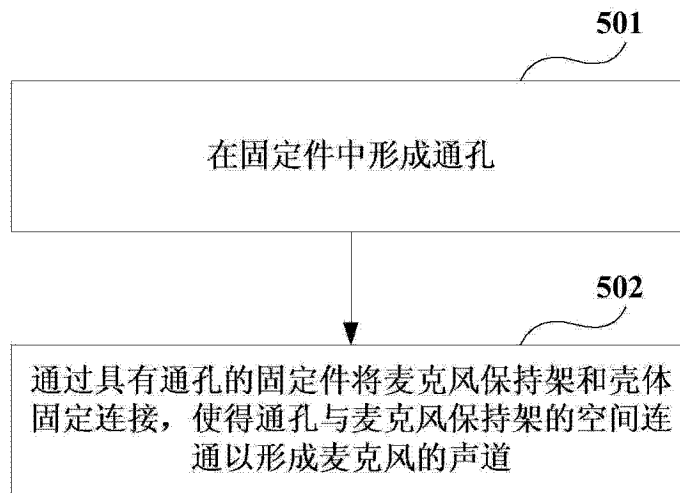 501
在固定件中形成通孔
502
通过具有通孔的固定件将麦克风保持架和壳体
固定连接，使得通孔与麦克风保持架的空间连
通以形成麦克风的声道